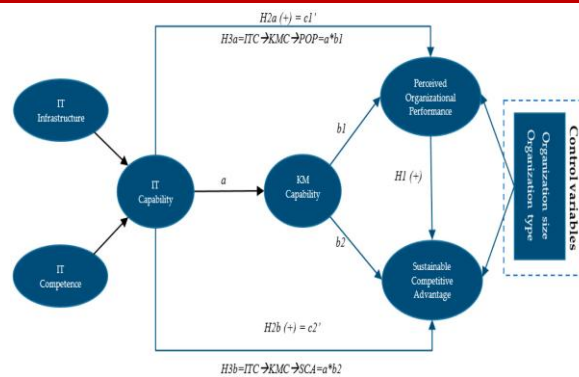 H2a (+) = c1'
H3a=ITC→KMC→POP=a*b1
IT
Infrastructure
IT
Competence
IT
Capability
a
KM
Capability
b1
b2
Perceived
Organizational
Performance
H1 (+)
Sustainable
Competitive
Advantage
Control variables
Organization size
Organization type
H2b (+) = c2'
H3b=ITC→KMC→SCA=a*b2